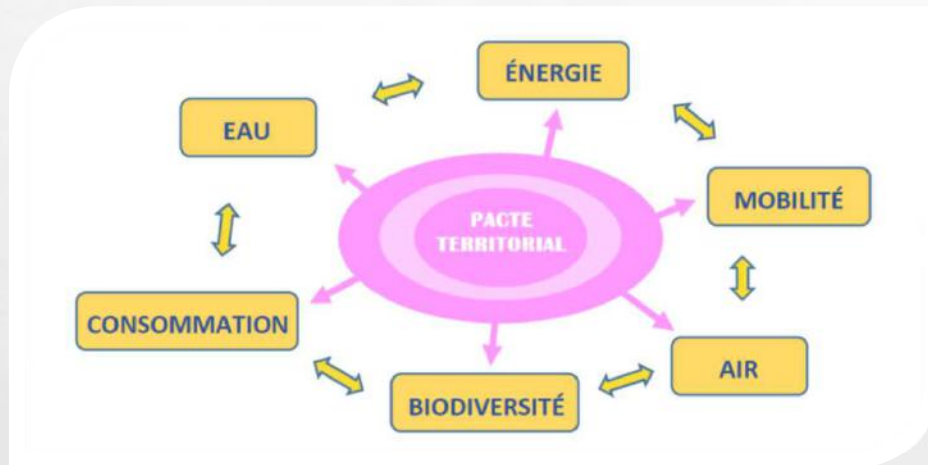 ÉNERGIE
EAU
MOBILITÉ
PACTE
TERRITORIAL
CONSOMMATION
AIR
BIODIVERSITÉ